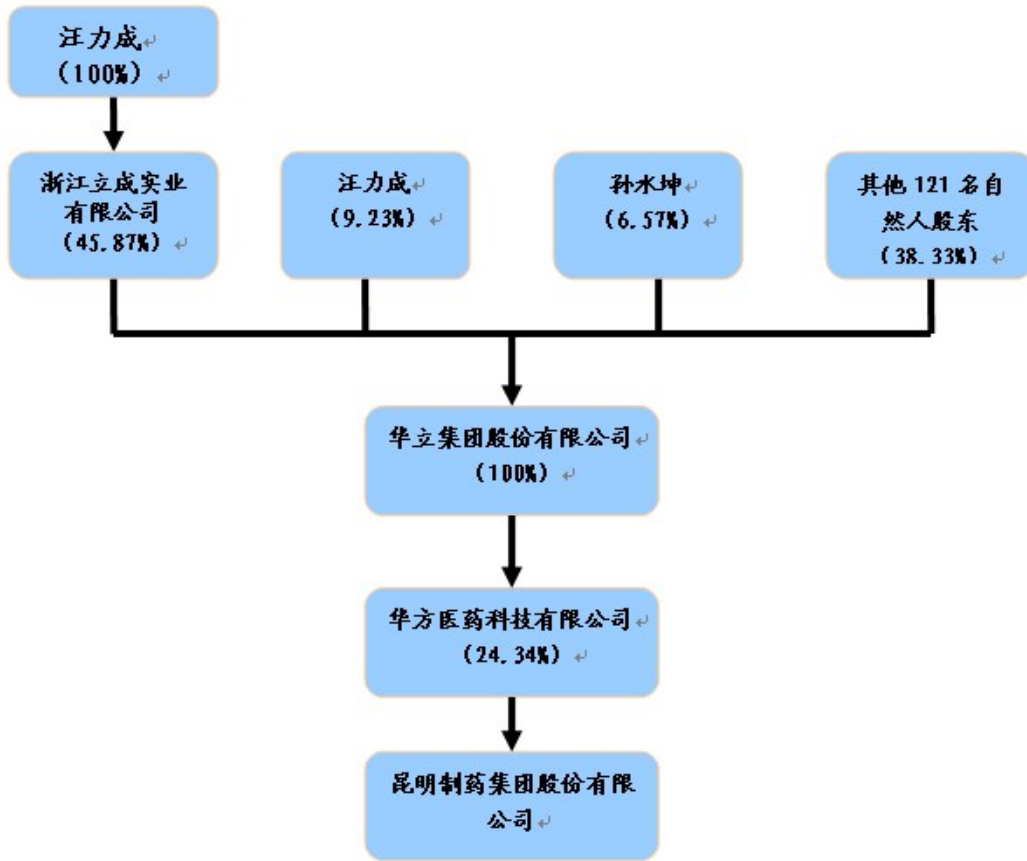 汪力成
(100%)
浙江立成实业
有限公司
(45.87%)
汪力成
(9.23%)
孙水坤
(6.57%)
其他 121 名自
然人股东
(38.33%)
华立集团股份有限公司
(100%)
华方医药科技有限公司
(24.34%)
昆明制药集团股份有限
公司